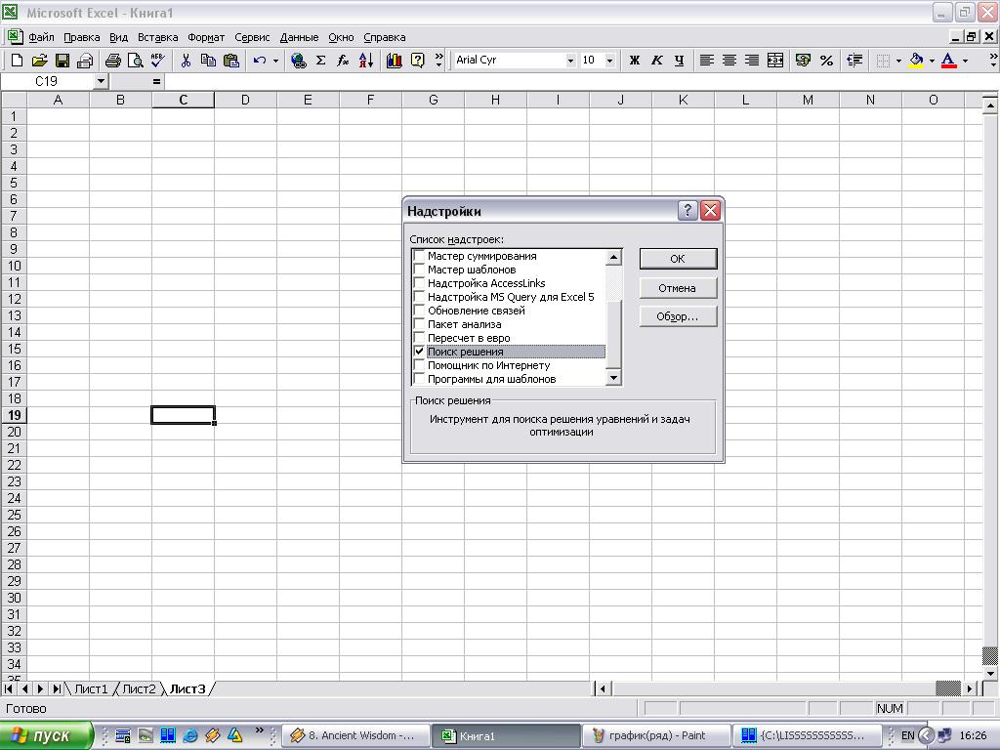 Microsoft Excel - Книга1
Файл Правка Вид Вставка Формат Сервис Данные Окно Справка
Arial Cyr 10 Ж К Ч
C19 =
A B C D E F G H I J K L M N O
1
2
3
4
5
6
7
8
9
10
11
12
13
14
15
16
17
18
19
20
21
22
23
24
25
26
27
28
29
30
31
32
33
34
35
Надстройки
Список надстроек:
Мастер суммирования
Мастер шаблонов
Надстройка AccessLinks
Надстройка MS Query для Excel 5
Обновление связей
Пакет анализа
Пересчет в евро
Поиск решения
Помощник по Интернету
Программы для шаблонов
ОК
Отмена
Обзор...
Поиск решения
Инструмент для поиска решения уравнений и задач
оптимизации
Лист1 Лист2 Лист3
Готово NUM
пуск 8. Ancient Wisdom -... Книга1 график(ряд) - Paint {C:\LISSSSSSSSSSS... EN 16:26